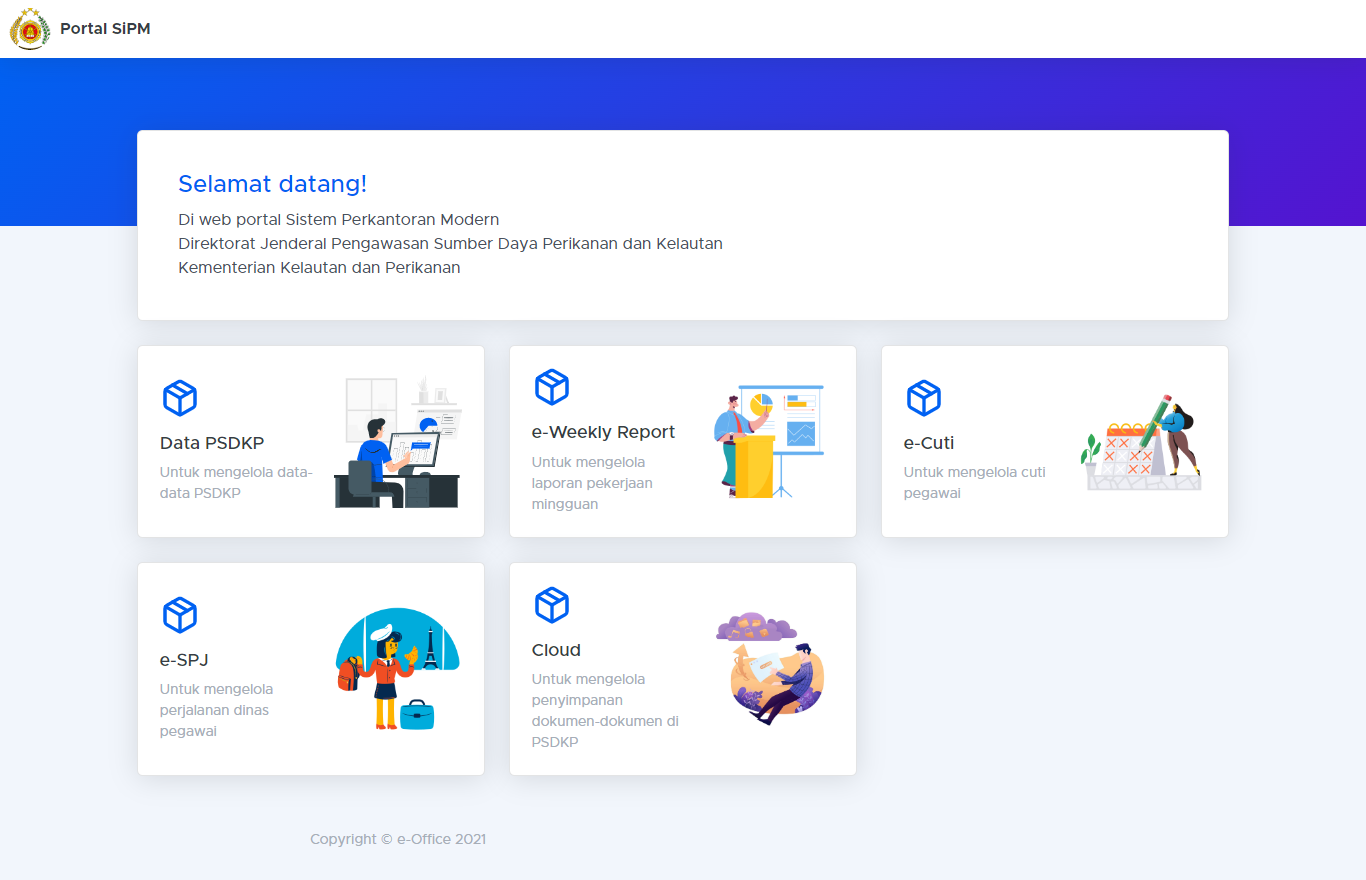 Portal SiPM
Selamat datang!
Di web portal Sistem Perkantoran Modern
Direktorat Jenderal Pengawasan Sumber Daya Perikanan dan Kelautan
Kementerian Kelautan dan Perikanan
Data PSDKP
Untuk mengelola data-
data PSDKP
e-Weekly Report
Untuk mengelola
laporan pekerjaan
mingguan
e-Cuti
Untuk mengelola cuti
pegawai
e-SPJ
Untuk mengelola
perjalanan dinas
pegawai
Cloud
Untuk mengelola
penyimpanan
dokumen-dokumen di
PSDKP
Copyright © e-Office 2021